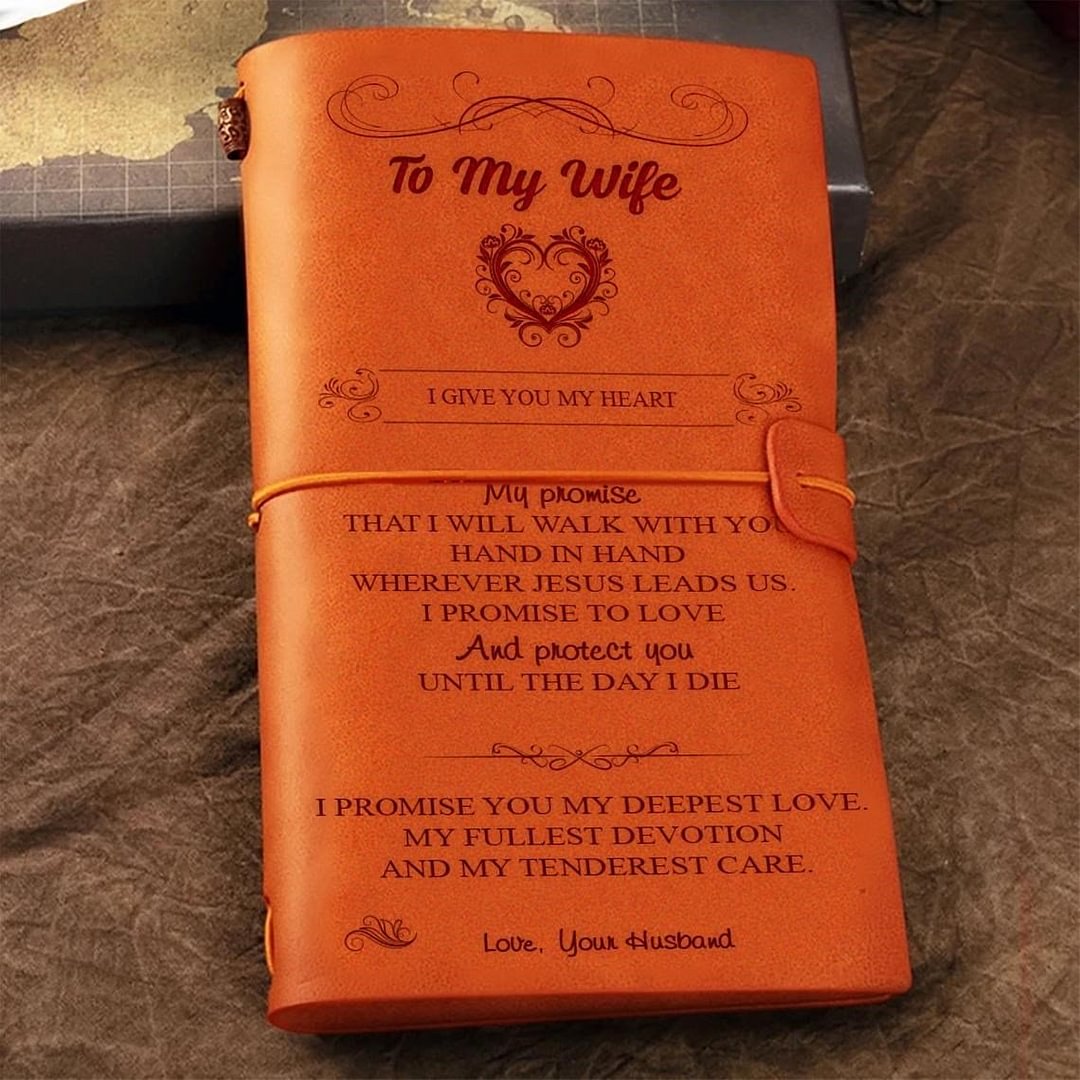 To My Wife
I GIVE YOU MY HEART
My promise
THAT I WILL WALK WITH YOU
HAND IN HAND
WHEREVER JESUS LEADS US.
I PROMISE TO LOVE
And protect you
UNTIL THE DAY I DIE
I PROMISE YOU MY DEEPEST LOVE.
MY FULLEST DEVOTION
AND MY TENDEREST CARE.
Love, Your Husband